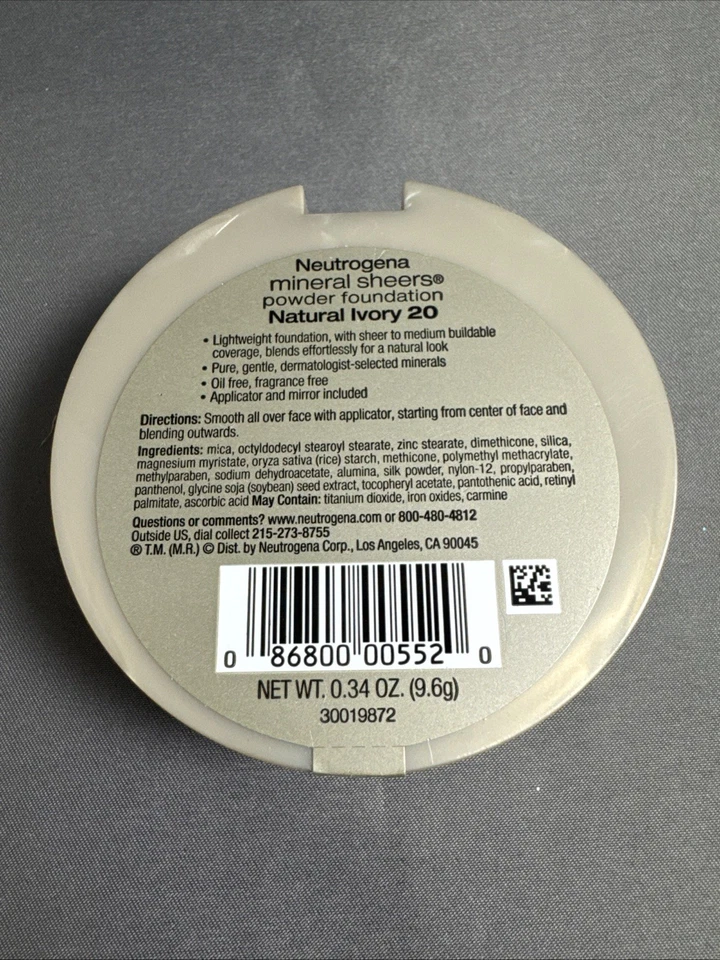 Neutrogena
mineral sheers®
powder foundation
Natural Ivory 20
• Lightweight foundation, with sheer to medium buildable
coverage, blends effortlessly for a natural look
• Pure, gentle, dermatologist-selected minerals
• Oil free, fragrance free
• Applicator and mirror included
Directions: Smooth all over face with applicator, starting from center of face and
blending outwards.
Ingredients: mica, octyldodecyl stearoyl stearate, zinc stearate, dimethicone, silica,
magnesium myristate, oryza sativa (rice) starch, methicone, polymethyl methacrylate,
methylparaben, sodium dehydroacetate, alumina, silk powder, nylon-12, propylparaben,
panthenol, glycine soja (soybean) seed extract, tocopheryl acetate, pantothenic acid, retinyl
palmitate, ascorbic acid May Contain: titanium dioxide, iron oxides, carmine
Questions or comments? www.neutrogena.com or 800-480-4812
Outside US, dial collect 215-273-8755
® T.M. (M.R.) © Dist. by Neutrogena Corp., Los Angeles, CA 90045
0 86800 00552 0
NET WT. 0.34 OZ. (9.6g)
30019872